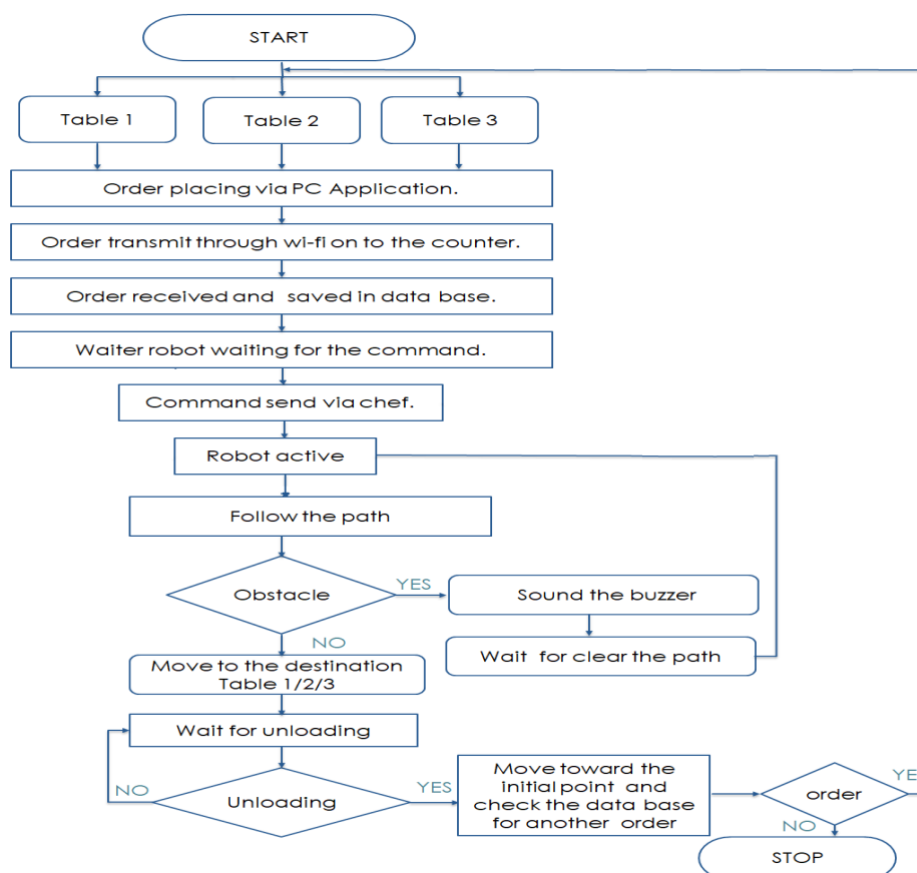 START
Table 1
Table 2
Table 3
Order placing via PC Application.
Order transmit through wi-fi on to the counter.
Order received and saved in data base.
Waiter robot waiting for the command.
Command send via chef.
Robot active
Follow the path
Obstacle
YES
Sound the buzzer
NO
Wait for clear the path
Move to the destination
Table 1/2/3
Wait for unloading
NO
Unloading
YES
Move toward the
initial point and
check the data base
for another order
order
YE
NO
STOP